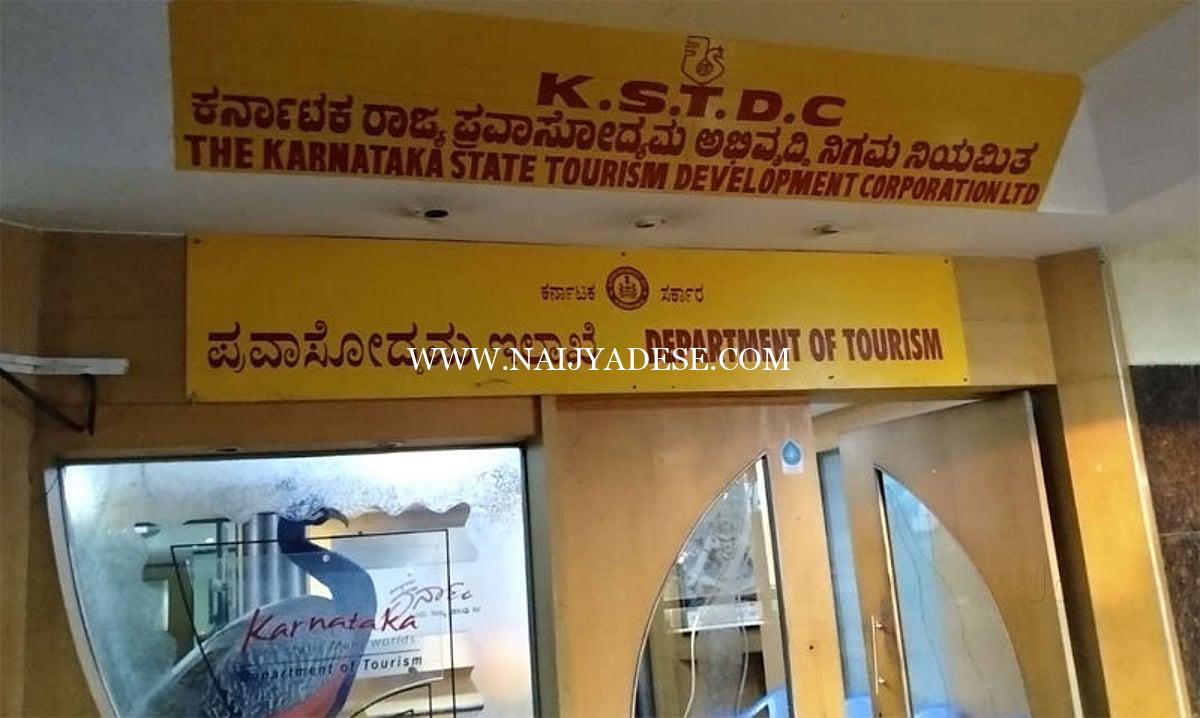 K.S.T.D.C
ಕರ್ನಾಟಕ ರಾಜ್ಯ ಪ್ರವಾಸೋದ್ಯಮ ಅಭಿವೃದ್ಧಿ ನಿಗಮ ನಿಯಮಿತ
THE KARNATAKA STATE TOURISM DEVELOPMENT CORPORATION LTD
ಕರ್ನಾಟಕ ಸರ್ಕಾರ
ಪ್ರವಾಸೋದ್ಯಮ ಇಲಾಖೆ DEPARTMENT OF TOURISM
WWW.NAIJYADESE.COM
Karnataka
worlds.
Department of Tourism